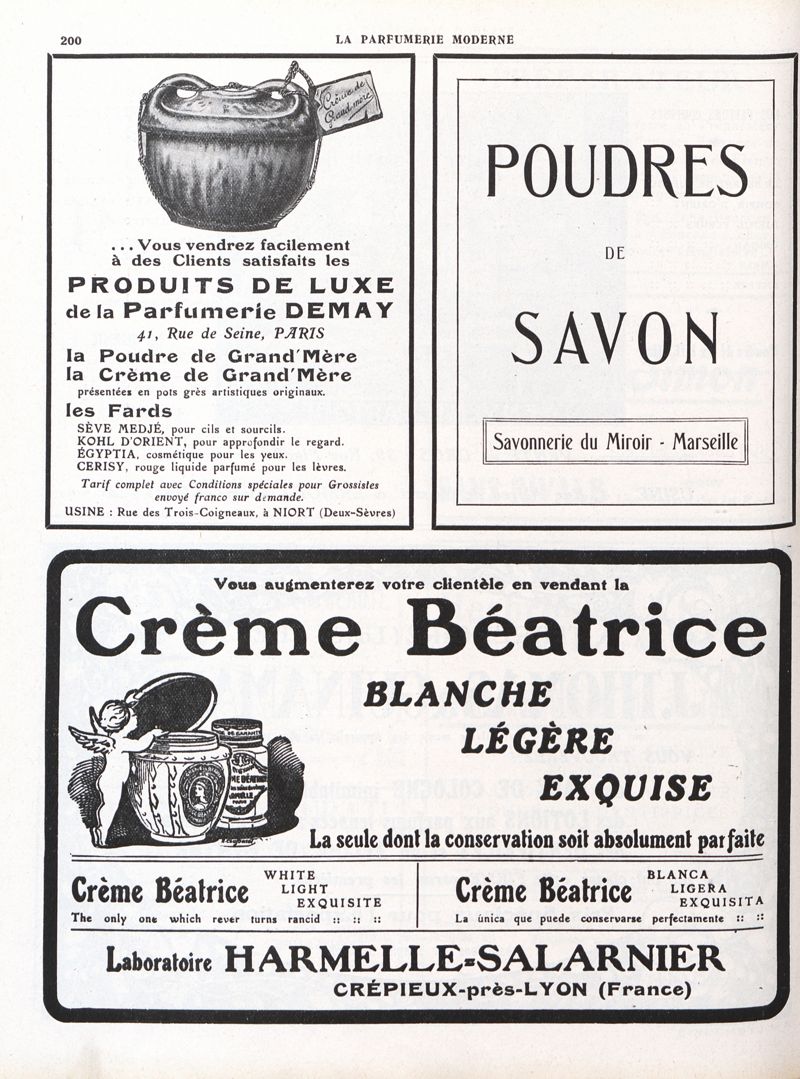 200
LA PARFUMERIE MODERNE
Crème de
Grand-mère
...Vous vendrez facilement
à des Clients satisfaits les
PRODUITS DE LUXE
de la Parfumerie DEMAY
41, Rue de Seine, PARIS
la Poudre de Grand'Mère
la Crème de Grand'Mère
présentées en pots grès artistiques originaux.
les Fards
SÈVE MEDJÉ, pour cils et sourcils.
KOHL D'ORIENT, pour approfondir le regard.
ÉGYPTIA, cosmétique pour les yeux.
CERISY, rouge liquide parfumé pour les lèvres.
Tarif complet avec Conditions spéciales pour Grossistes
envoyé franco sur demande.
USINE : Rue des Trois-Coigneaux, à NIORT (Deux-Sèvres)
POUDRES
DE
SAVON
Savonnerie du Miroir - Marseille
Vous augmenterez votre clientèle en vendant la
Crème Béatrice
BLANCHE
LÉGÈRE
EXQUISE
La seule dont la conservation soit absolument parfaite
Crème Béatrice
WHITE
LIGHT
EXQUISITE
The only one which rever turns rancid :: :: ::
Crème Béatrice
BLANCA
LIGERA
EXQUISITA
La única que puede conservarse perfectamente :: ::
Laboratoire HARMELLE=SALARNIER
CRÉPIEUX-près-LYON (France)